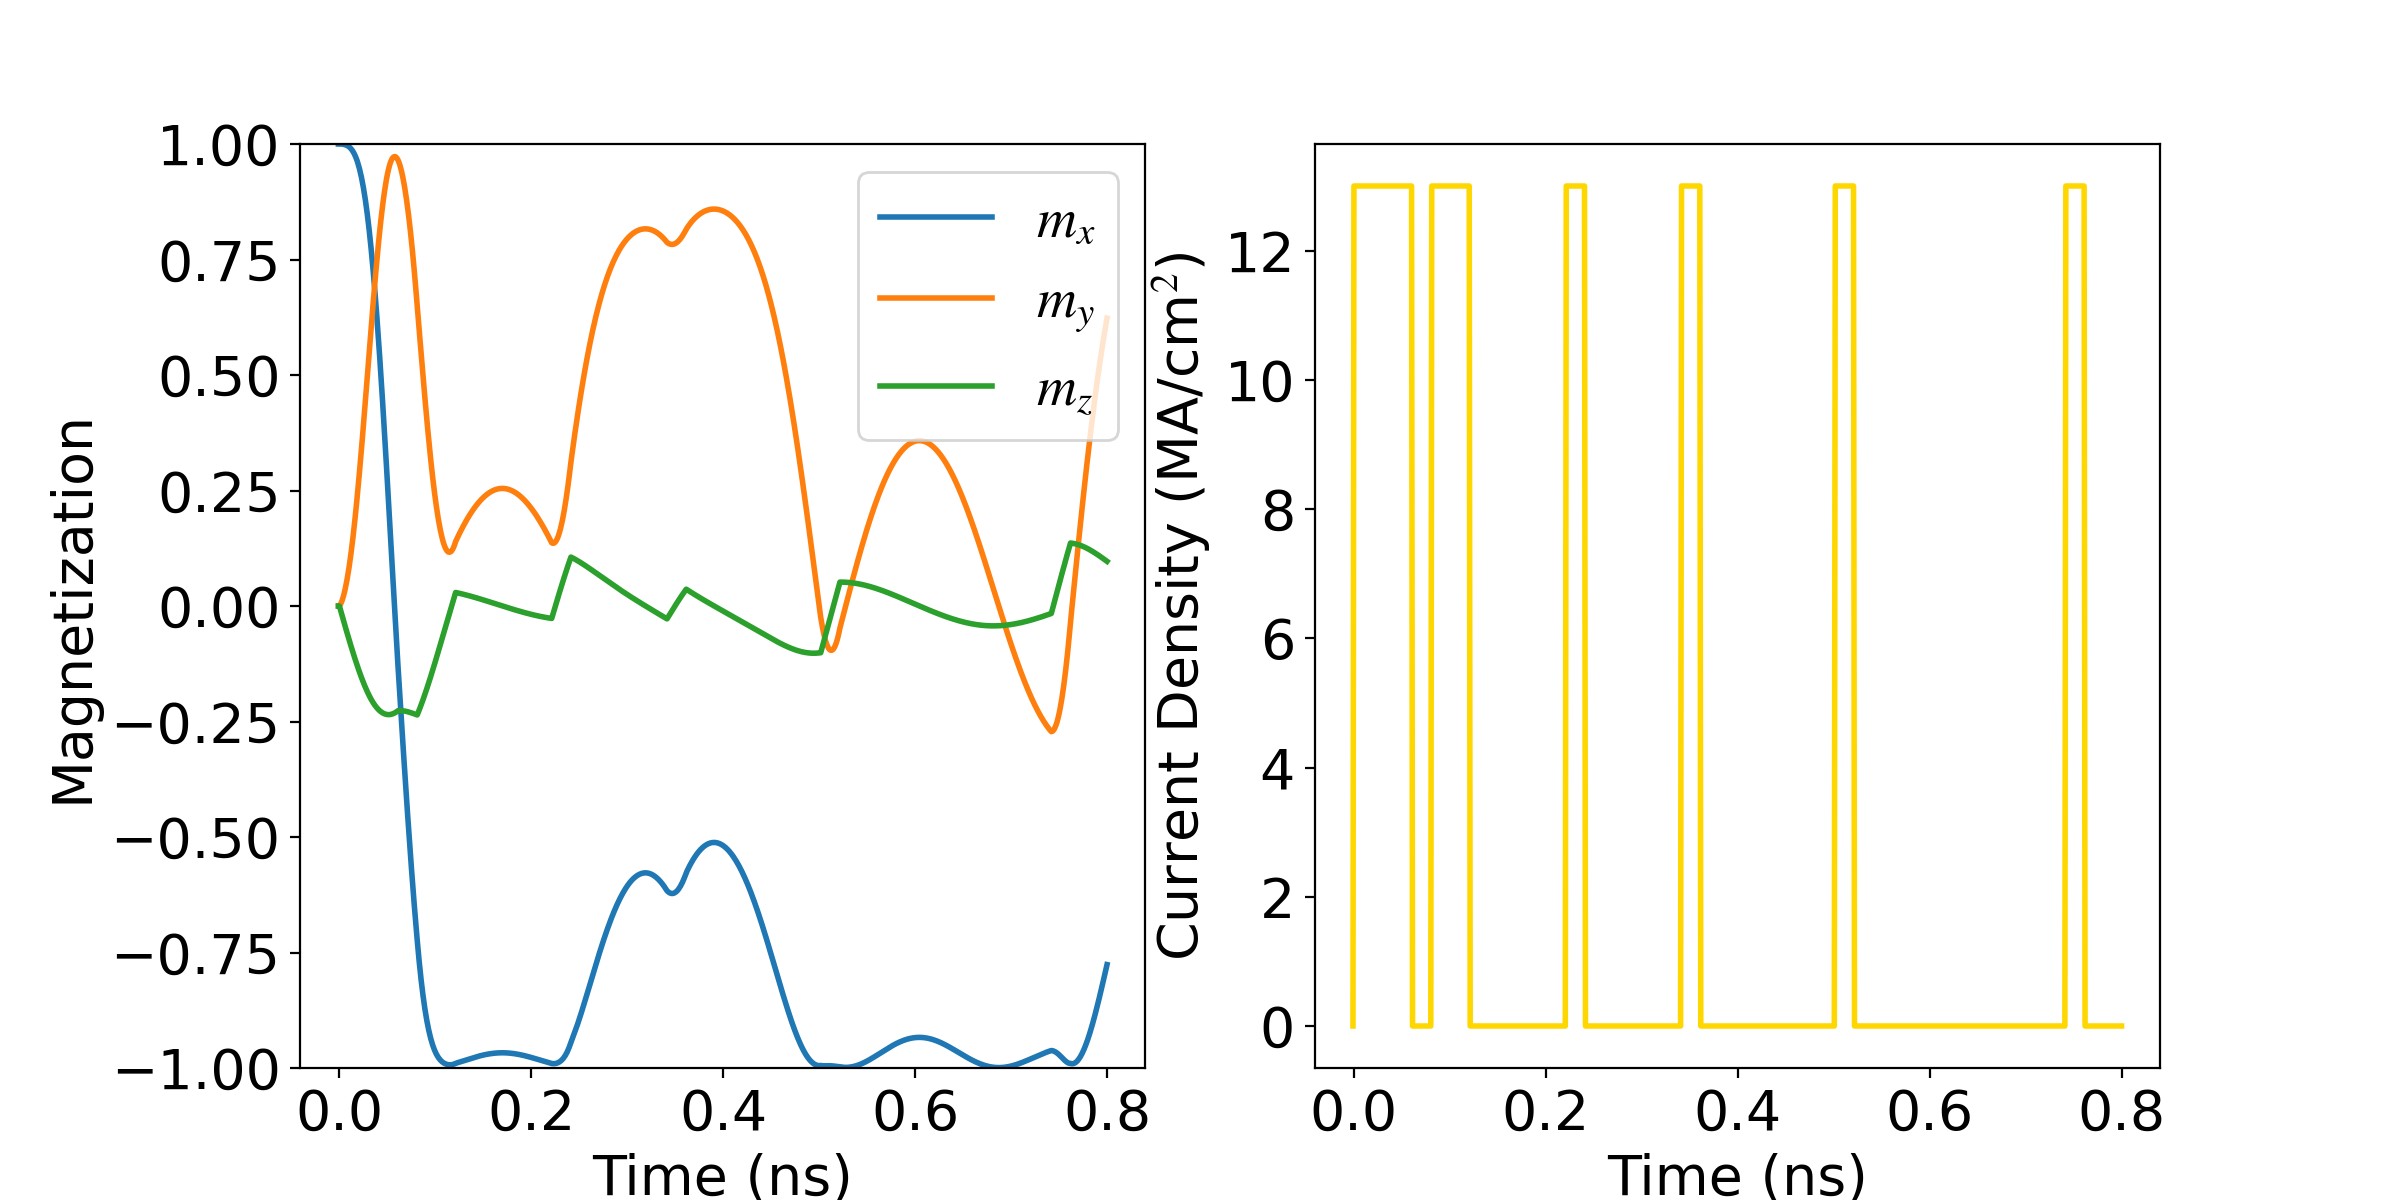 Magnetization
1.00
0.75
0.50
0.25
0.00
−0.25
−0.50
−0.75
−1.00
0.0 0.2 0.4 0.6 0.8
Time (ns)
m_x
m_y
m_z
Current Density (MA/cm²)
12
10
8
6
4
2
0
0.0 0.2 0.4 0.6 0.8
Time (ns)